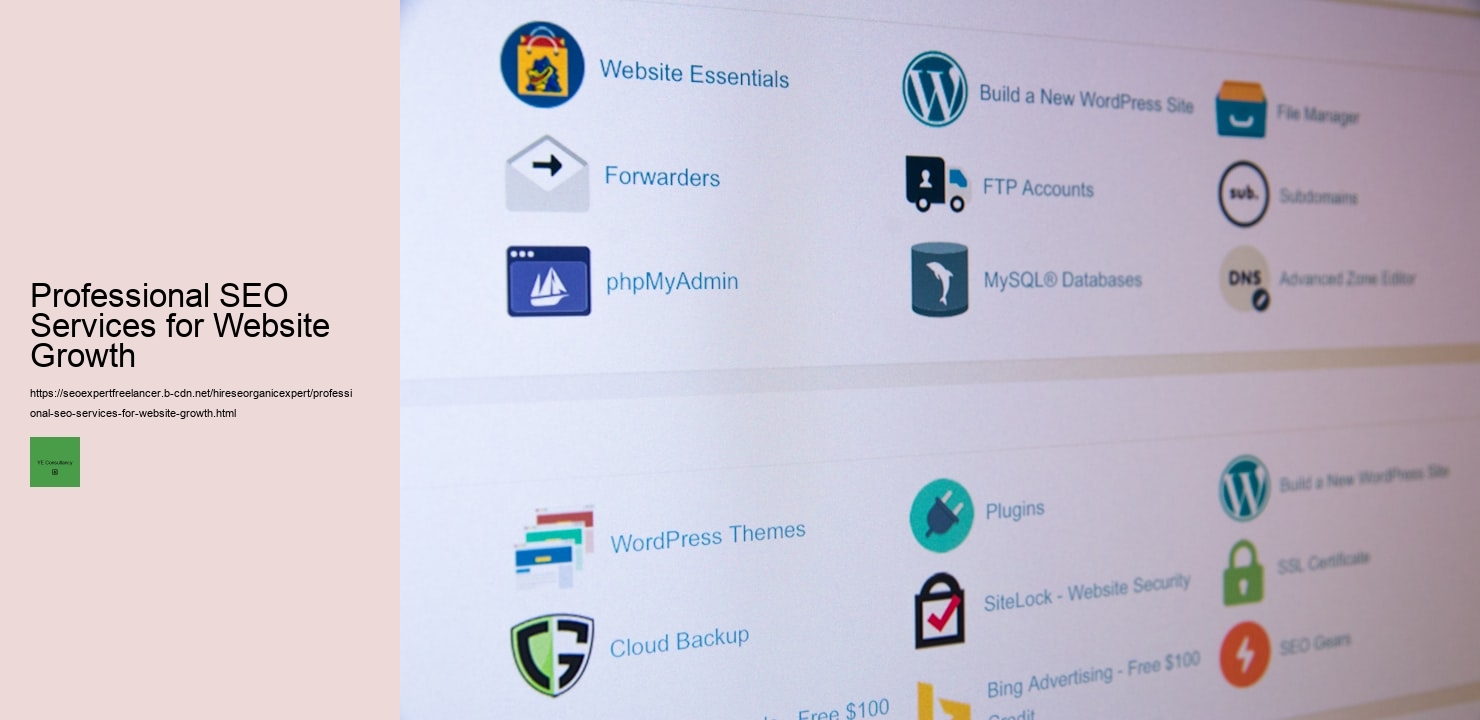 Professional SEO
Services for Website
Growth
https://seoexpertfreelancer.b-cdn.net/hireseorganicexpert/professi
onal-seo-services-for-website-growth.html
YE Consultancy
Website Essentials
Build a New WordPress Site
File Manager
Forwarders
FTP Accounts
sub.
Subdomains
phpMyAdmin
MySQL® Databases
DNS
Advanced Zone Editor
WordPress Themes
Plugins
Build a New WordPress Site
Cloud Backup
SiteLock - Website Security
SSL Certificate
Free $100
Bing Advertising - Free $100
Credit
SEO Gears